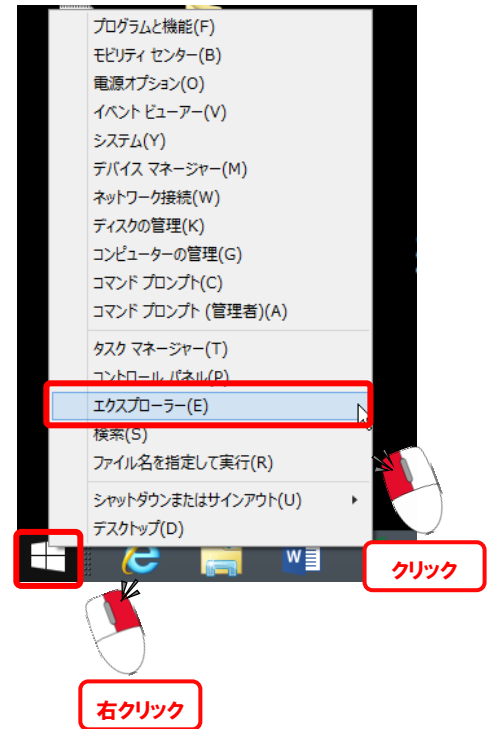 プログラムと機能(F)
モビリティ センター(B)
電源オプション(O)
イベント ビューアー(V)
システム(Y)
デバイス マネージャー(M)
ネットワーク接続(W)
ディスクの管理(K)
コンピューターの管理(G)
コマンド プロンプト(C)
コマンド プロンプト (管理者)(A)
タスク マネージャー(T)
コントロール パネル(P)
エクスプローラー(E)
検索(S)
ファイル名を指定して実行(R)
シャットダウンまたはサインアウト(U)
デスクトップ(D)
W
クリック
右クリック